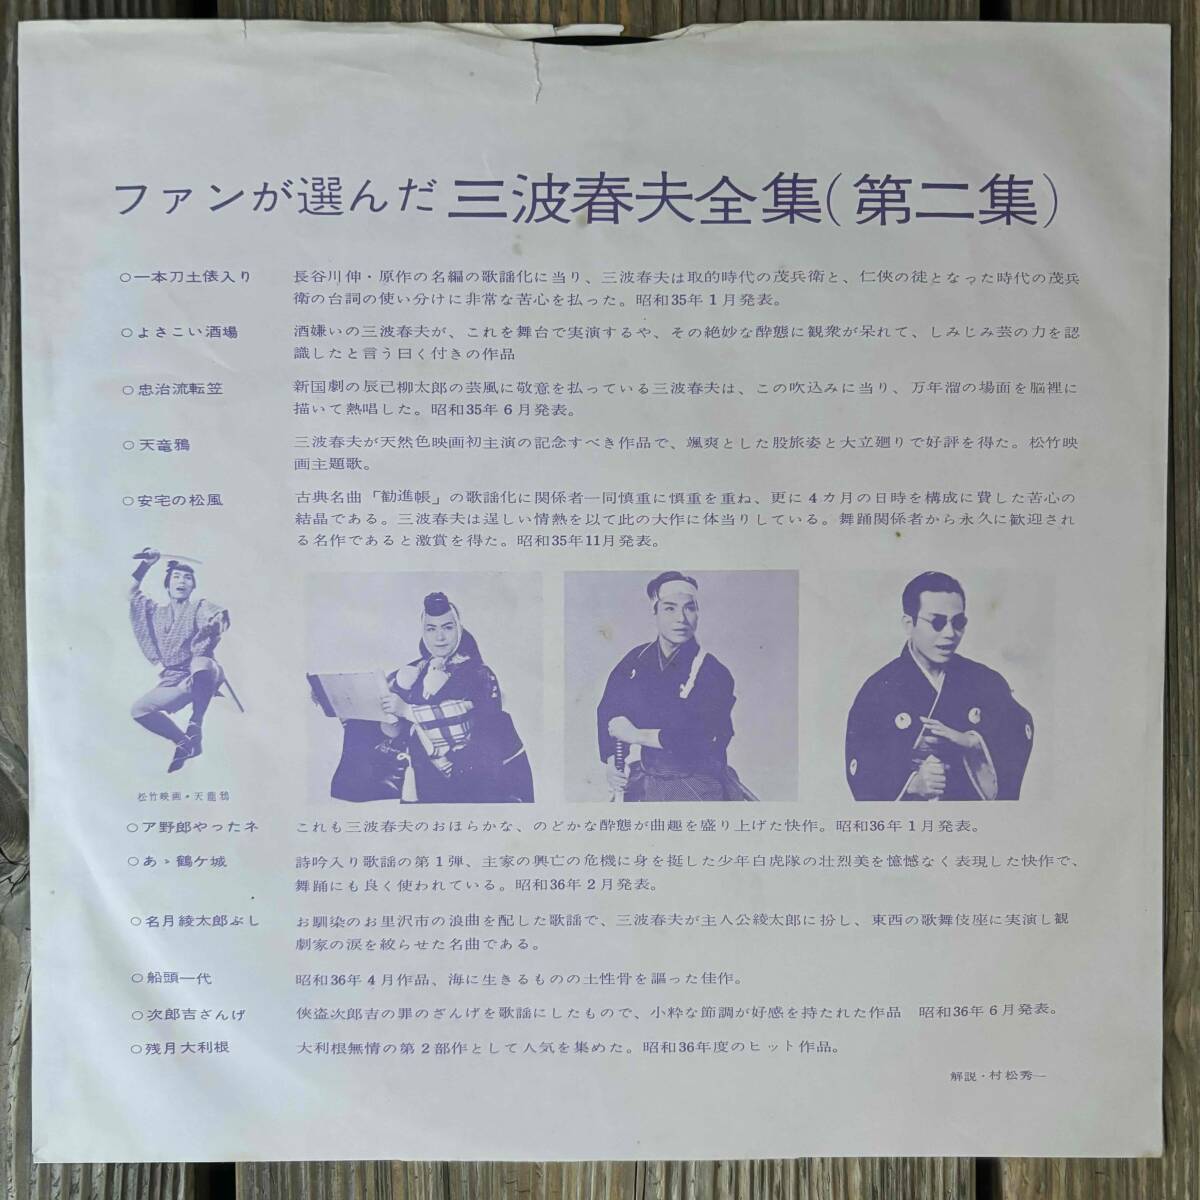 ファンが選んだ 三波春夫全集(第二集)
○一本刀土俵入り 長谷川伸・原作の名編の歌謡化に当り、三波春夫は取的時代の茂兵衛と、仁侠の徒となった時代の茂兵
衛の台詞の使い分けに非常な苦心を払った。昭和35年1月発表。
○よさこい酒場 酒嫌いの三波春夫が、これを舞台で実演するや、その絶妙な酔態に観衆が呆れて、しみじみ芸の力を認
識したと言う曰く付きの作品
○忠治流転笠 新国劇の辰己柳太郎の芸風に敬意を払っている三波春夫は、この吹込みに当り、万年溜の場面を脳裡に
描いて熱唱した。昭和35年6月発表。
○天竜鴉 三波春夫が天然色映画初主演の記念すべき作品で、颯爽とした股旅姿と大立廻りで好評を得た。松竹映
画主題歌。
○安宅の松風 古典名曲「勧進帳」の歌謡化に関係者一同慎重に慎重を重ね、更に4カ月の日時を構成に費した苦心の
結晶である。三波春夫は逞しい情熱を以て此の大作に体当りしている。舞踊関係者から永久に歓迎され
る名作であると激賞を得た。昭和35年11月発表。
松竹映画・天龍鴉
○ア野郎やったネ これも三波春夫のおほらかな、のどかな酔態が曲趣を盛り上げた快作。昭和36年1月発表。
○あゝ鶴ケ城 詩吟入り歌謡の第1弾、主家の興亡の危機に身を挺した少年白虎隊の壮烈美を憶憾なく表現した快作で、
舞踊にも良く使われている。昭和36年2月発表。
○名月綾太郎ぶし お馴染のお里沢市の浪曲を配した歌謡で、三波春夫が主人公綾太郎に扮し、東西の歌舞伎座に実演し観
劇家の涙を絞らせた名曲である。
○船頭一代 昭和36年4月作品、海に生きるものの土性骨を謳った佳作。
○次郎吉ざんげ 侠盗次郎吉の罪のざんげを歌謡にしたもので、小粋な節調が好感を持たれた作品 昭和36年6月発表。
○残月大利根 大利根無情の第2部作として人気を集めた。昭和36年度のヒット作品。
解説・村松秀一